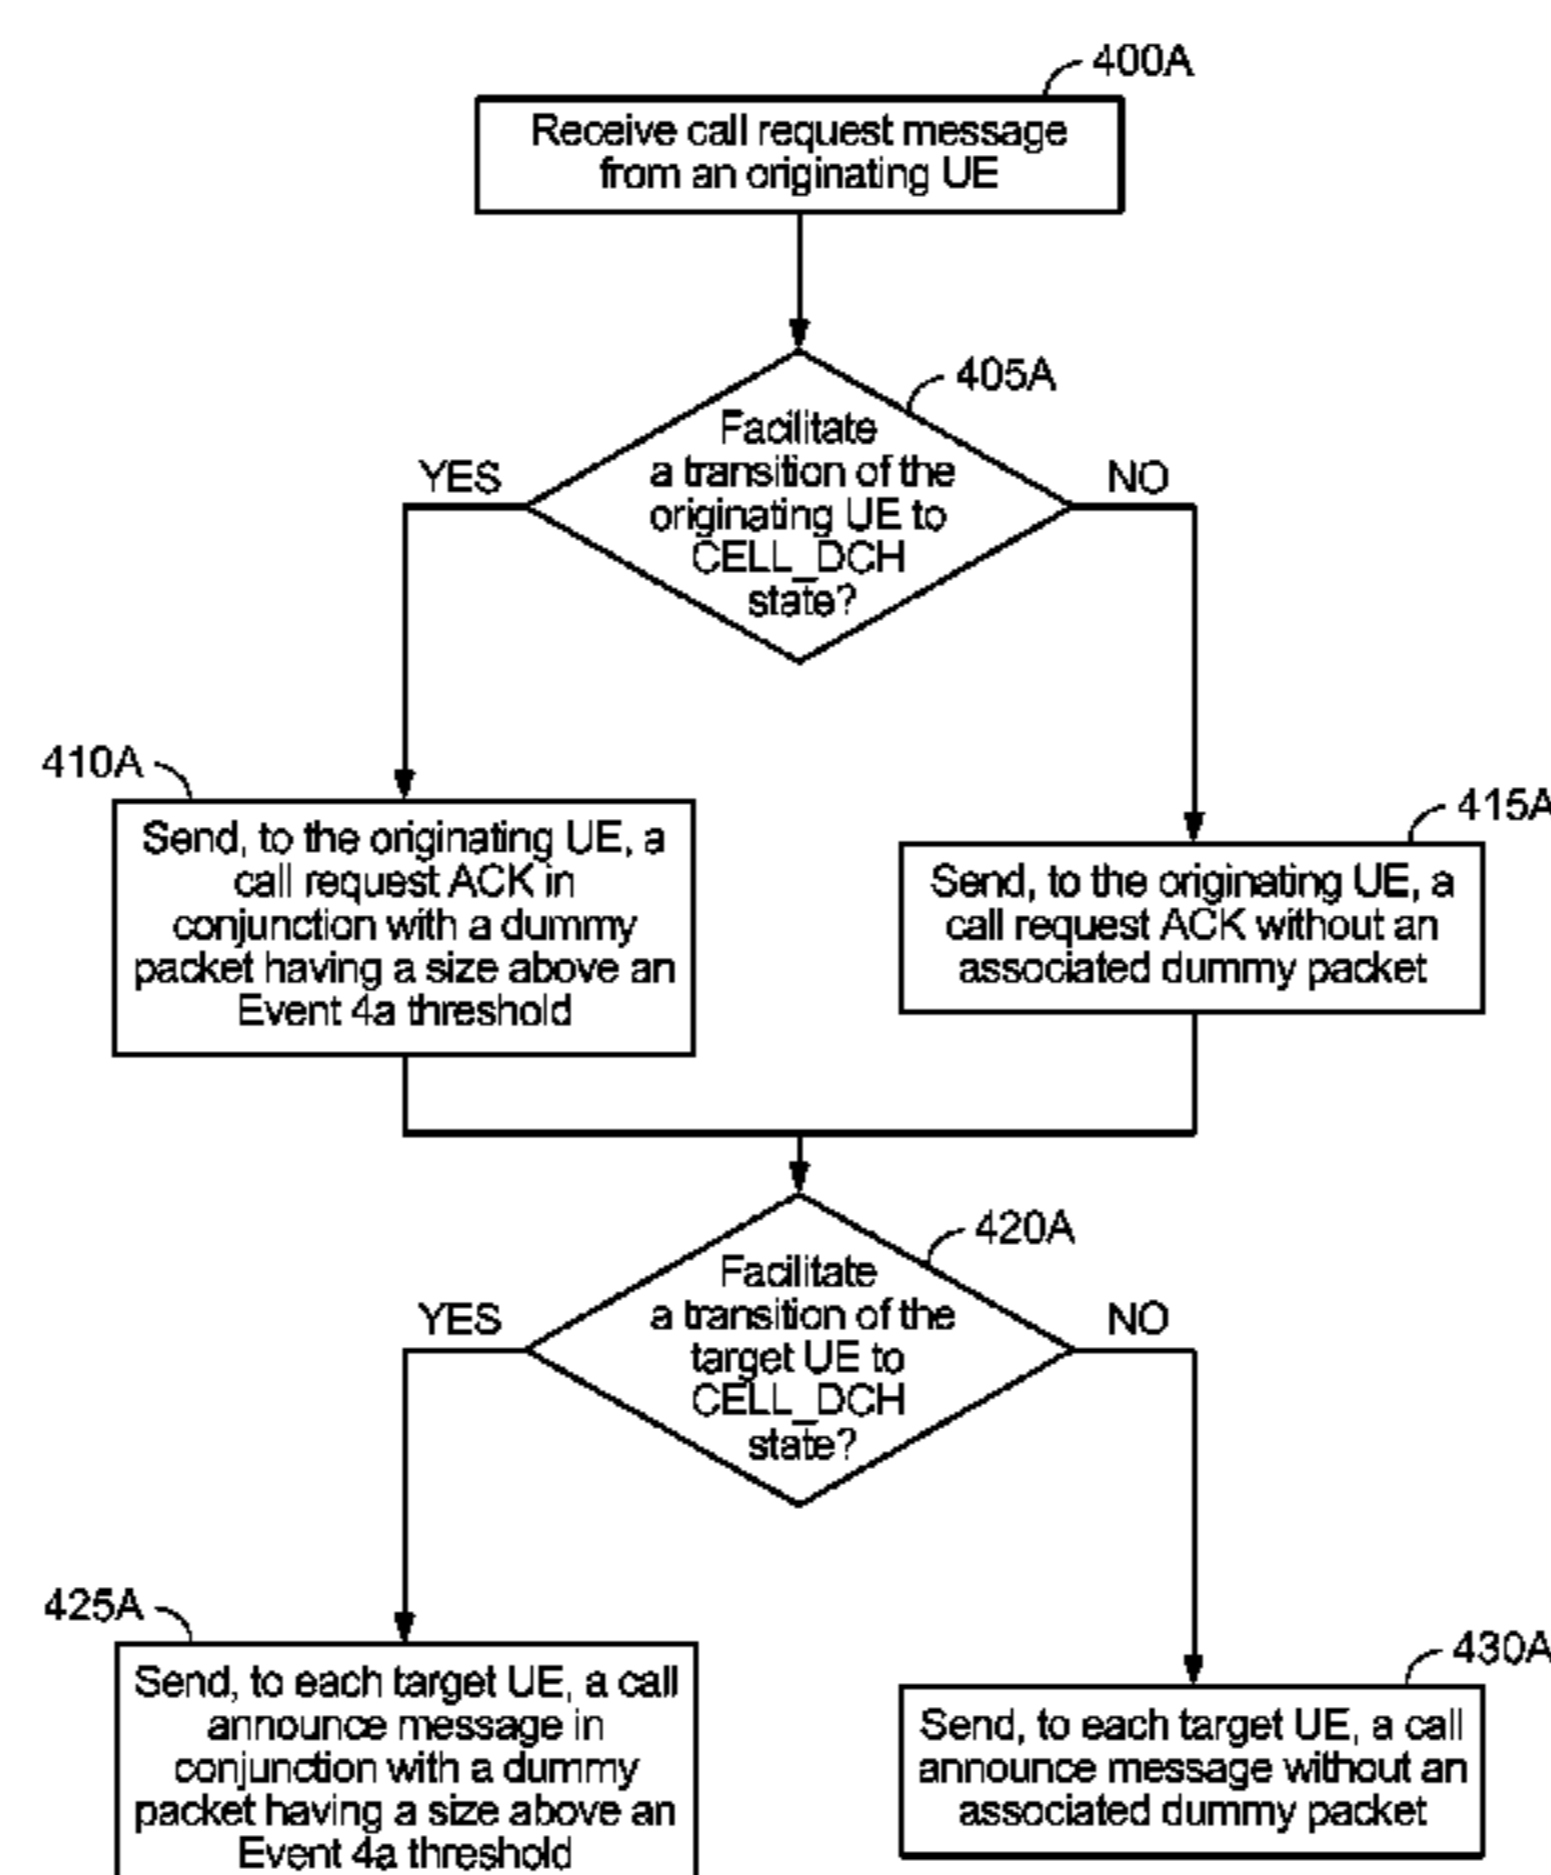 400A
Receive call request message
from an originating UE
405A
Facilitate
a transition of the
originating UE to
CELL_DCH
state?
YES
NO
410A
Send, to the originating UE, a
call request ACK in
conjunction with a dummy
packet having a size above an
Event 4a threshold
415A
Send, to the originating UE, a
call request ACK without an
associated dummy packet
420A
Facilitate
a transition of the
target UE to
CELL_DCH
state?
YES
NO
425A
Send, to each target UE, a call
announce message in
conjunction with a dummy
packet having a size above an
Event 4a threshold
430A
Send, to each target UE, a call
announce message without an
associated dummy packet